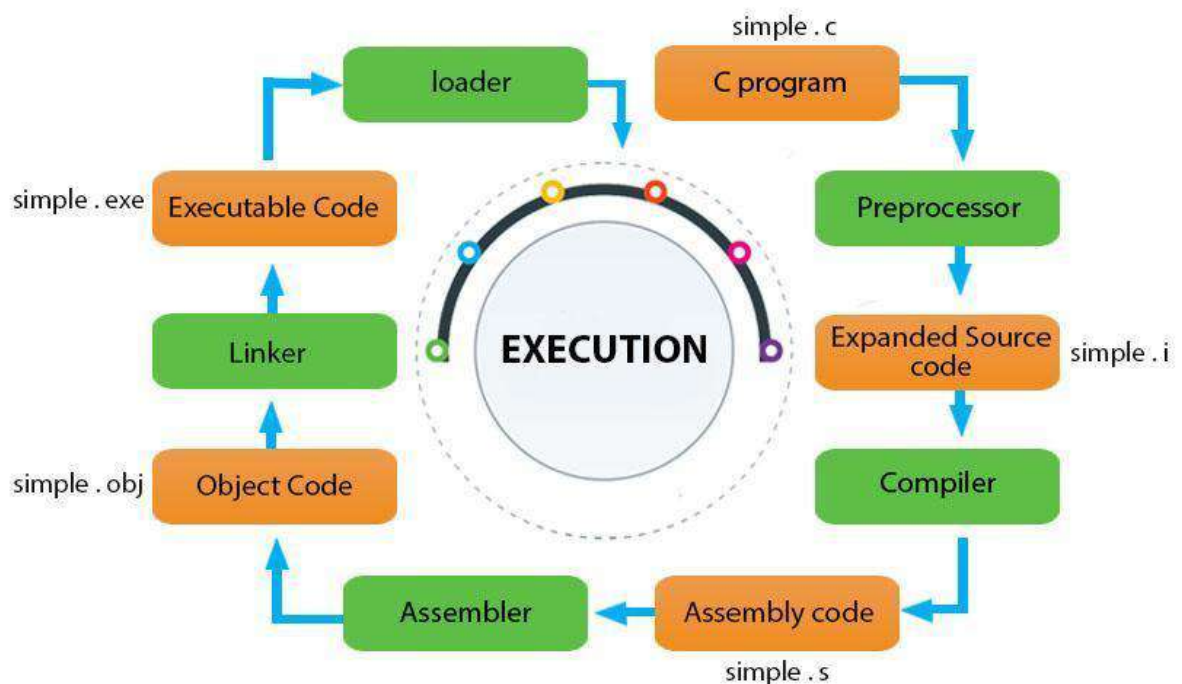 simple . c
C program
Preprocessor
Expanded Source
code
simple . i
Compiler
Assembly code
simple . s
Assembler
Object Code
simple . obj
Linker
Executable Code
simple . exe
loader
EXECUTION